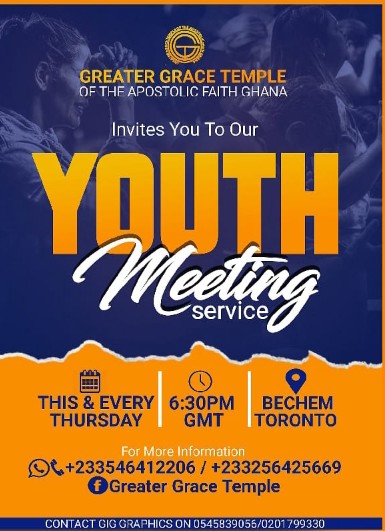 GREATER GRACE TEMPLE
OF THE APOSTOLIC FAITH GHANA
Invites You To Our
YOUTH
Meeting
service
THIS & EVERY
THURSDAY
6:30PM
GMT
BECHEM
TORONTO
For More Information
+233546412206 / +233256425669
Greater Grace Temple
CONTACT GIG GRAPHICS ON 0545839056/0201799330